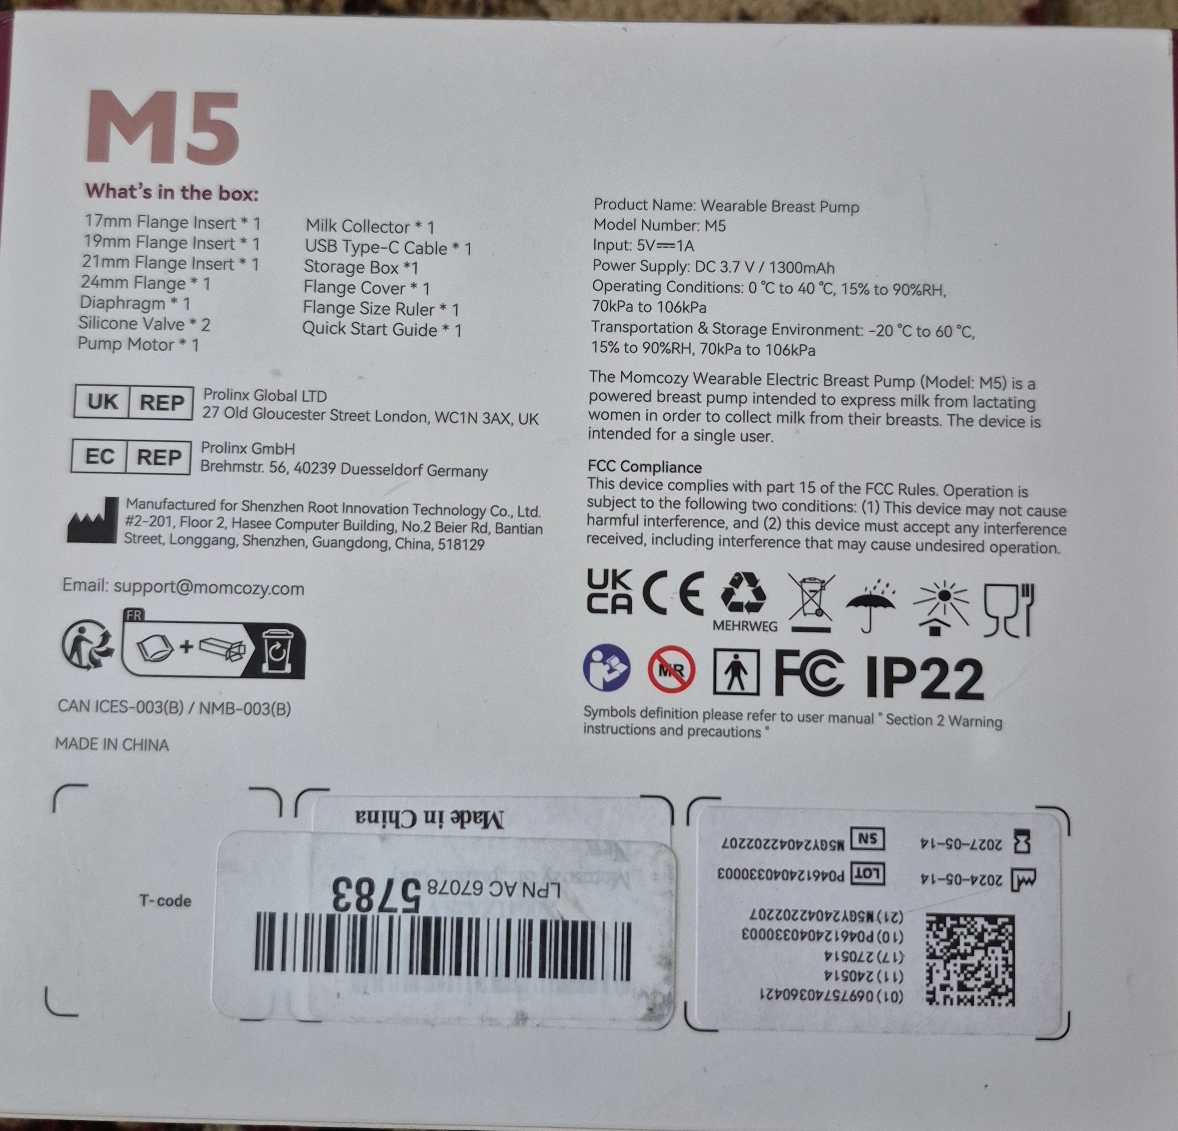 M5
What's in the box:
17mm Flange Insert * 1
19mm Flange Insert * 1
21mm Flange Insert * 1
24mm Flange * 1
Diaphragm * 1
Silicone Valve * 2
Pump Motor * 1
Milk Collector * 1
USB Type-C Cable * 1
Storage Box *1
Flange Cover * 1
Flange Size Ruler * 1
Quick Start Guide * 1
UK REP
Prolinx Global LTD
27 Old Gloucester Street London, WC1N 3AX, UK
EC REP
Prolinx GmbH
Brehmstr. 56, 40239 Duesseldorf Germany
Manufactured for Shenzhen Root Innovation Technology Co., Ltd.
#2-201, Floor 2, Hasee Computer Building, No.2 Beier Rd, Bantian
Street, Longgang, Shenzhen, Guangdong, China, 518129
Email: support@momcozy.com
FR
CAN ICES-003(B) / NMB-003(B)
MADE IN CHINA
Product Name: Wearable Breast Pump
Model Number: M5
Input: 5V⎓1A
Power Supply: DC 3.7 V / 1300mAh
Operating Conditions: 0 °C to 40 °C, 15% to 90%RH,
70kPa to 106kPa
Transportation & Storage Environment: -20 °C to 60 °C,
15% to 90%RH, 70kPa to 106kPa
The Momcozy Wearable Electric Breast Pump (Model: M5) is a
powered breast pump intended to express milk from lactating
women in order to collect milk from their breasts. The device is
intended for a single user.
FCC Compliance
This device complies with part 15 of the FCC Rules. Operation is
subject to the following two conditions: (1) This device may not cause
harmful interference, and (2) this device must accept any interference
received, including interference that may cause undesired operation.
UK
CA CE
MEHRWEG
MR FC IP22
Symbols definition please refer to user manual " Section 2 Warning
instructions and precautions "
T-code
LPN AC 67078 5783
Made in China
(01)06975740360421
(11)240514
(17)270514
(10)P046124040330003
(21)M5GY2404220220​7
2024-05-14
LOT P046124040330003
2027-05-14
SN M5GY24042202207